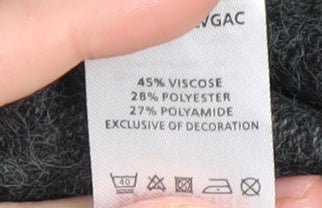 45% VISCOSE
28% POLYESTER
27% POLYAMIDE
EXCLUSIVE OF DECORATION
40